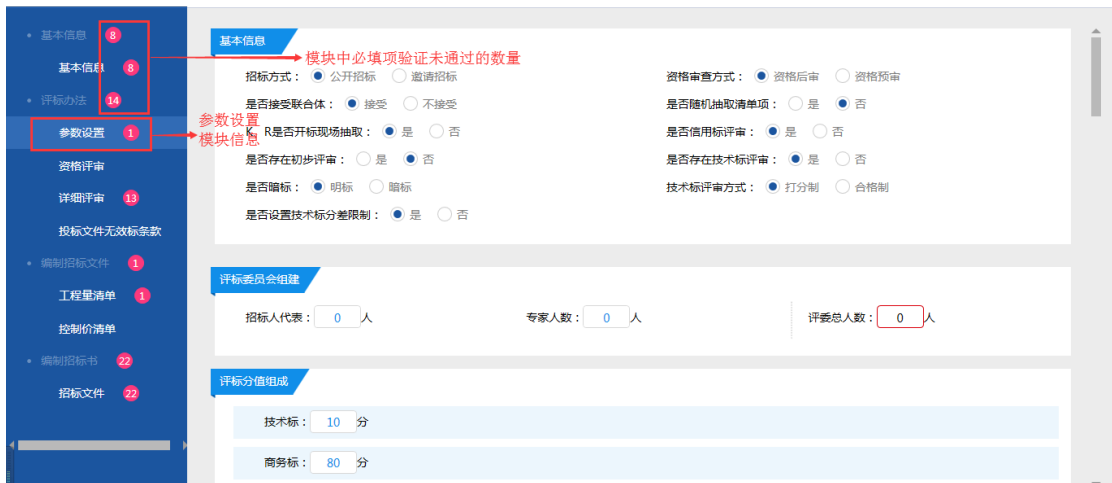 基本信息 8
基本信息 8
评标办法 14
参数设置 1
资格评审
详细评审 13
投标文件无效标条款
编制招标文件 1
工程量清单 1
控制价清单
编制招标书 22
招标文件 22
模块中必填项验证未通过的数量
参数设置
模块信息
基本信息
招标方式： 公开招标 邀请招标 资格审查方式： 资格后审 资格预审
是否接受联合体： 接受 不接受 是否随机抽取清单项： 是 否
K、R是否开标现场抽取： 是 否 是否信用标评审： 是 否
是否存在初步评审： 是 否 是否存在技术标评审： 是 否
是否暗标： 明标 暗标 技术标评审方式： 打分制 合格制
是否设置技术标分差限制： 是 否
评标委员会组建
招标人代表： 0 人 专家人数： 0 人 评委总人数： 0 人
评标分值组成
技术标： 10 分
商务标： 80 分